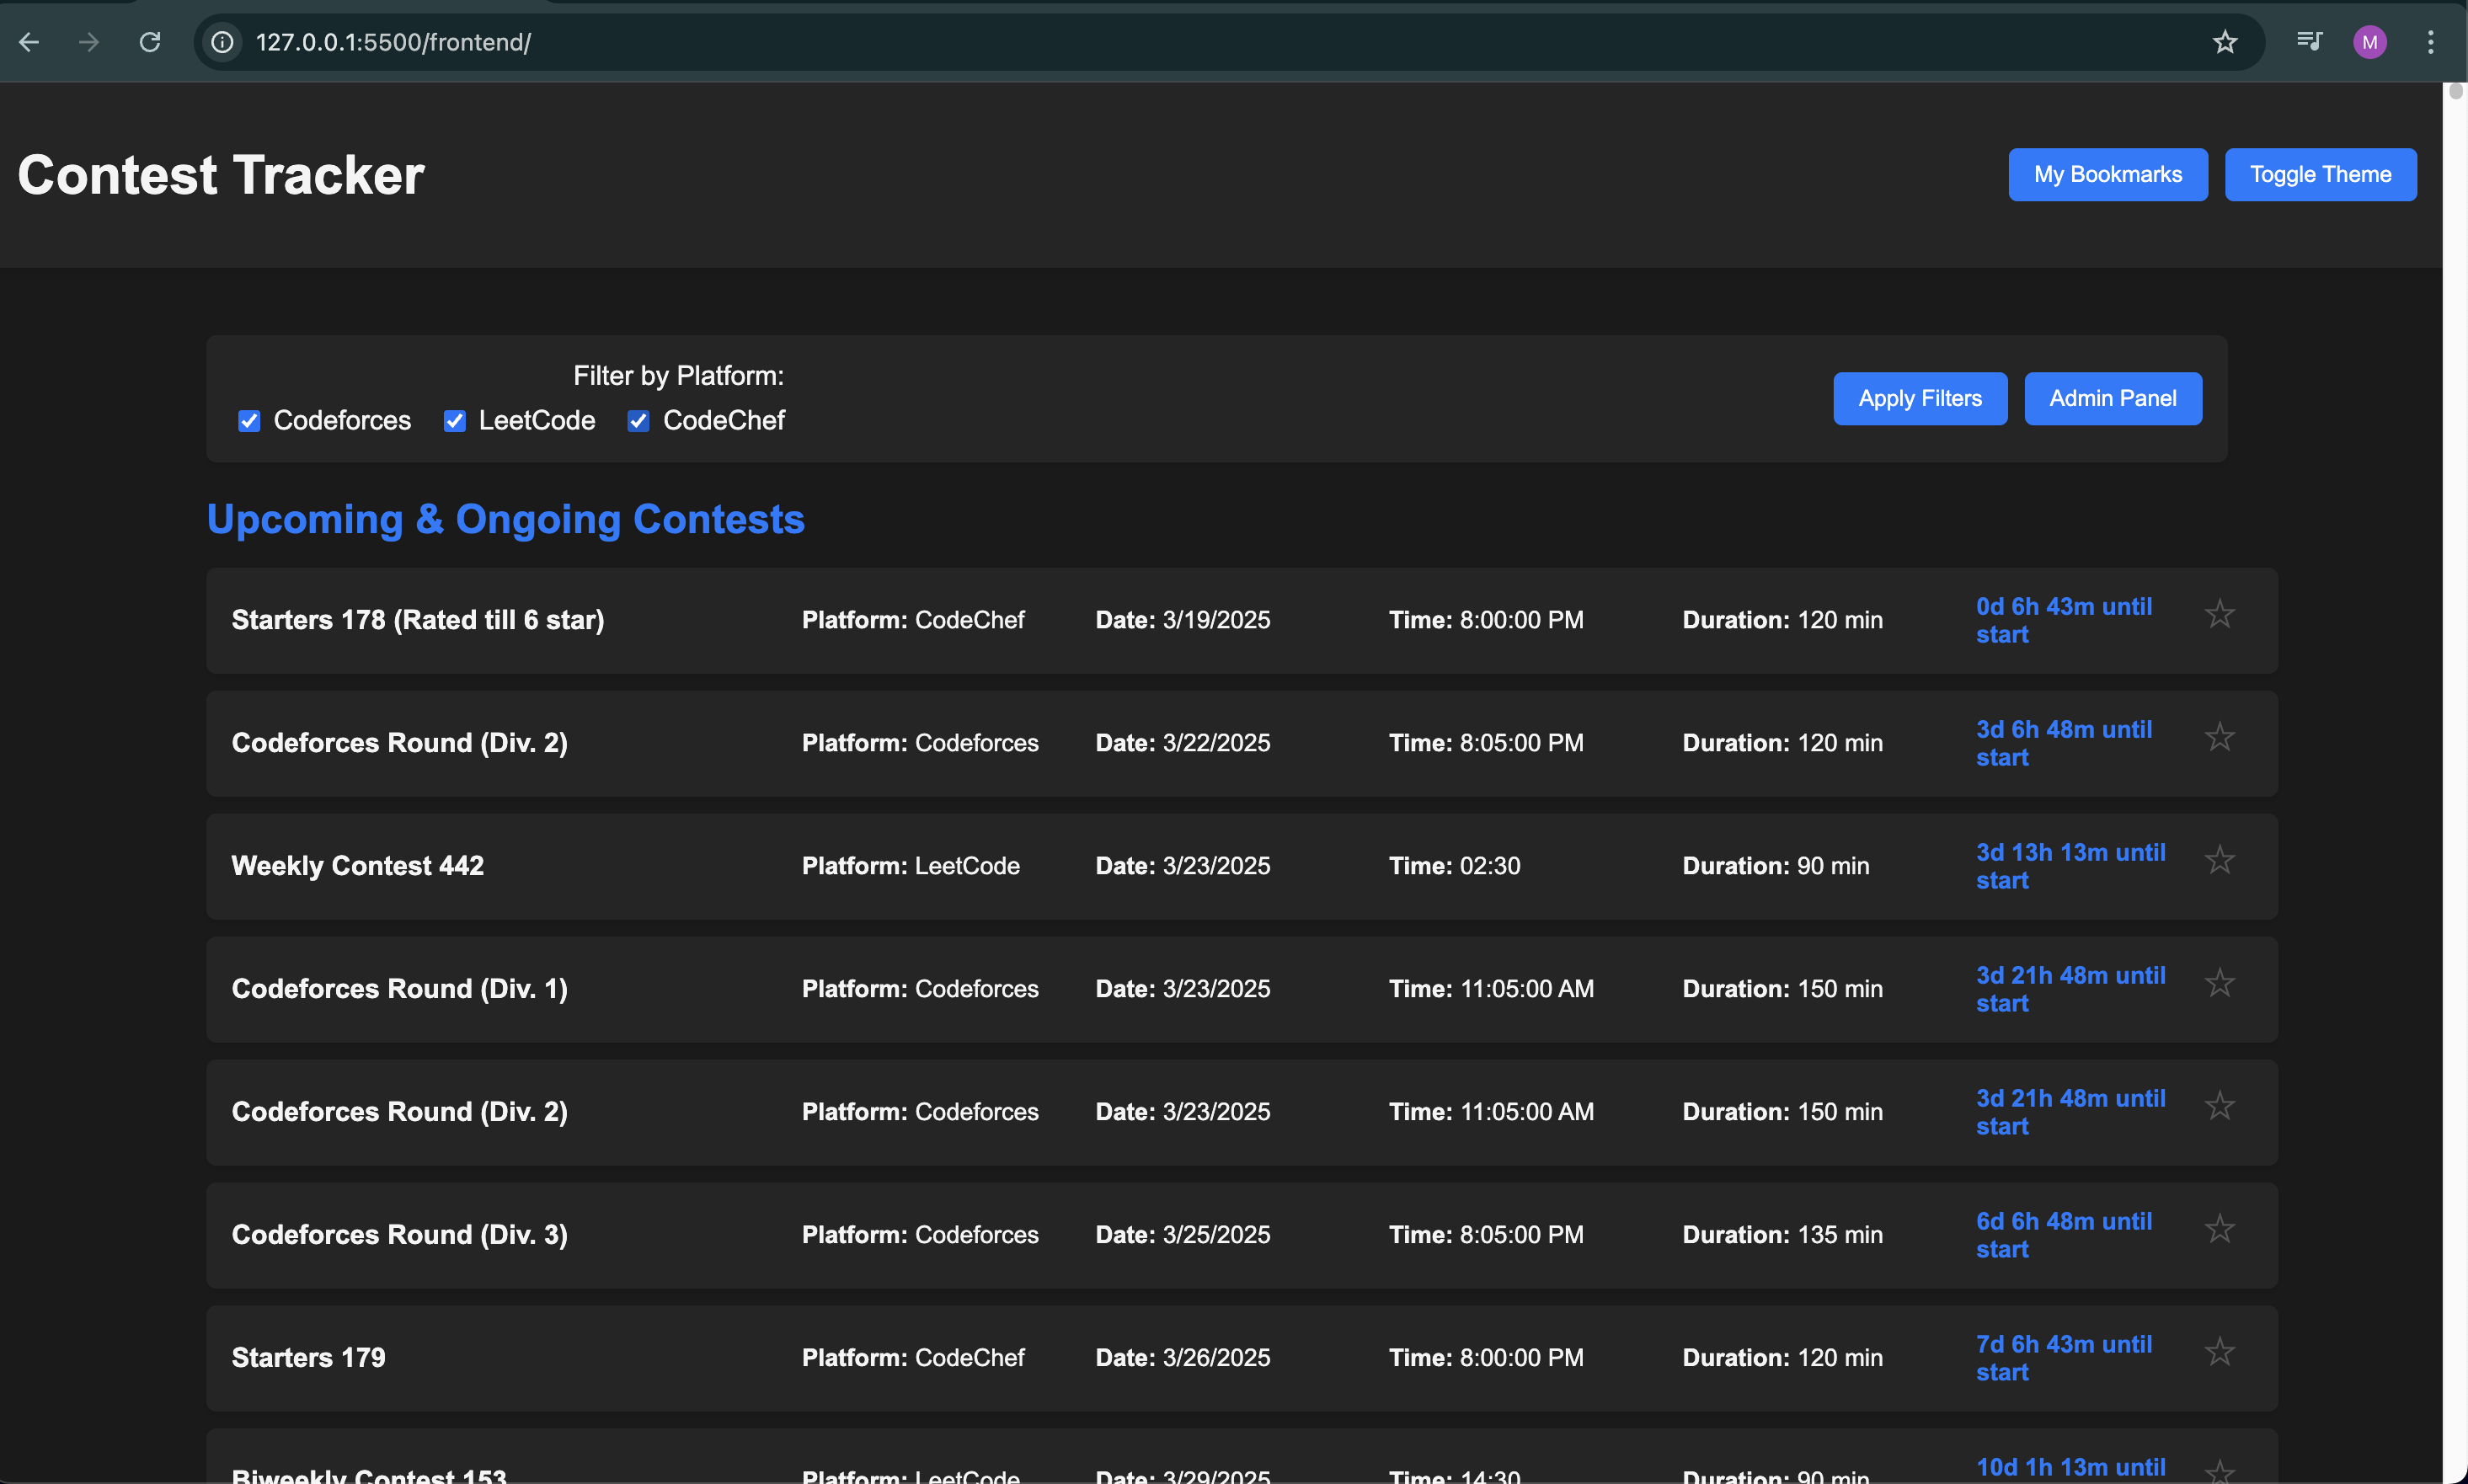 127.0.0.1:5500/frontend/
M
Contest Tracker
My Bookmarks
Toggle Theme
Filter by Platform:
Codeforces LeetCode CodeChef
Apply Filters
Admin Panel
Upcoming & Ongoing Contests
Starters 178 (Rated till 6 star) Platform: CodeChef Date: 3/19/2025 Time: 8:00:00 PM Duration: 120 min 0d 6h 43m until
start
Codeforces Round (Div. 2) Platform: Codeforces Date: 3/22/2025 Time: 8:05:00 PM Duration: 120 min 3d 6h 48m until
start
Weekly Contest 442 Platform: LeetCode Date: 3/23/2025 Time: 02:30 Duration: 90 min 3d 13h 13m until
start
Codeforces Round (Div. 1) Platform: Codeforces Date: 3/23/2025 Time: 11:05:00 AM Duration: 150 min 3d 21h 48m until
start
Codeforces Round (Div. 2) Platform: Codeforces Date: 3/23/2025 Time: 11:05:00 AM Duration: 150 min 3d 21h 48m until
start
Codeforces Round (Div. 3) Platform: Codeforces Date: 3/25/2025 Time: 8:05:00 PM Duration: 135 min 6d 6h 48m until
start
Starters 179 Platform: CodeChef Date: 3/26/2025 Time: 8:00:00 PM Duration: 120 min 7d 6h 43m until
start
Biweekly Contest 153 Platform: LeetCode Date: 3/29/2025 Time: 14:30 Duration: 90 min 10d 1h 13m until